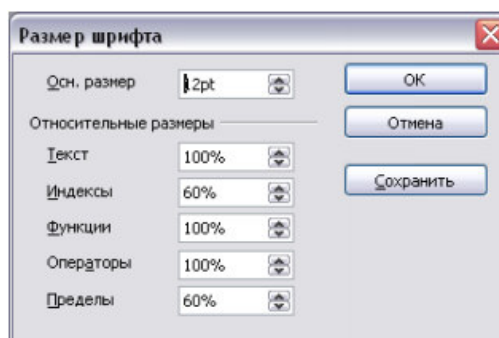 Размер шрифта
Осн. размер 12pt OK
Относительные размеры Отмена
Текст 100%
Индексы 60% Сохранить
Функции 100%
Операторы 100%
Пределы 60%